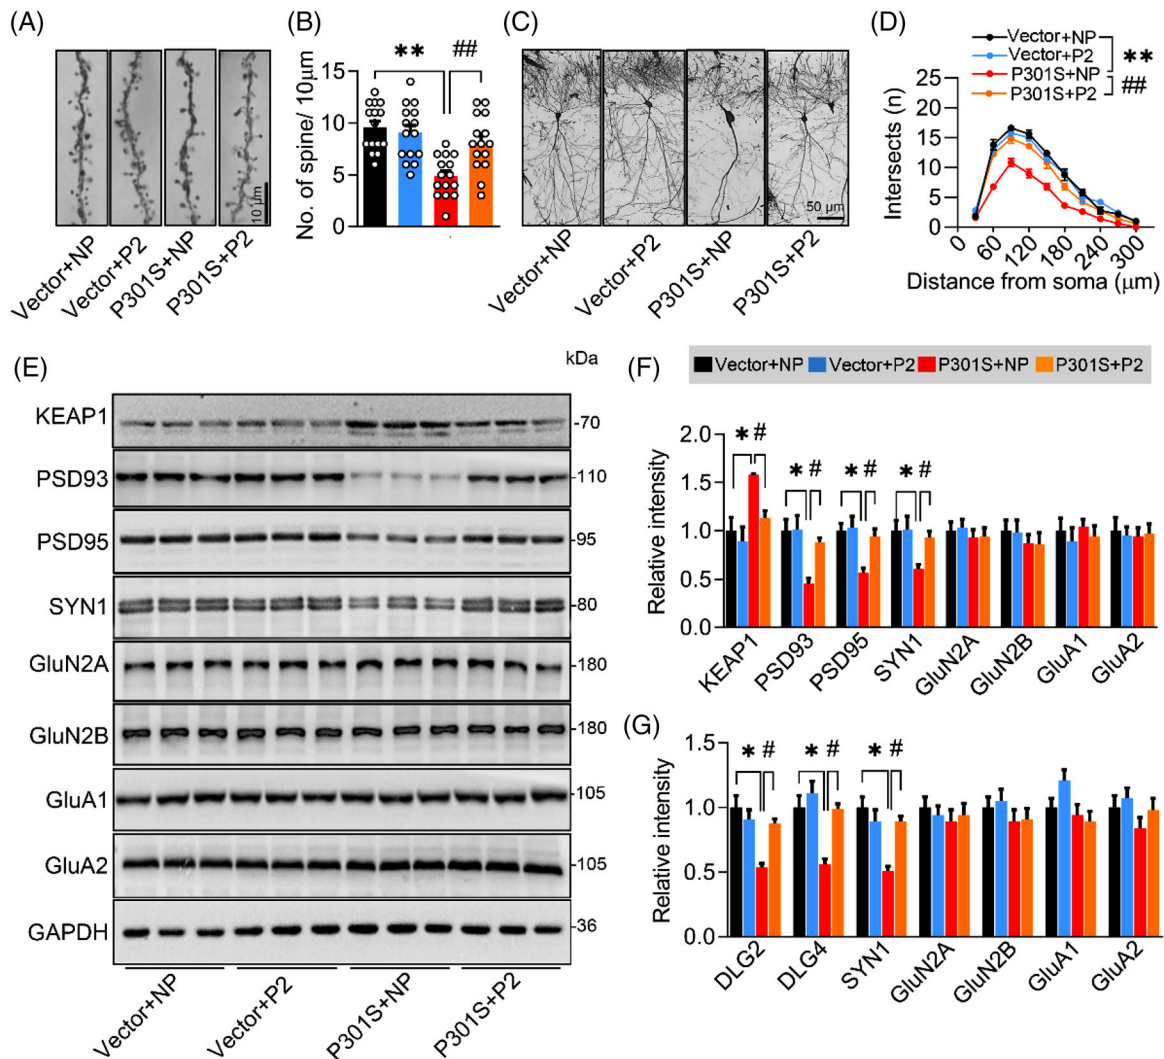 (A)
10 µm
Vector+NP
Vector+P2
P301S+NP
P301S+P2
(B)
No. of spine/ 10µm
15
10
5
0
** ##
(C)
50 µm
Vector+NP
Vector+P2
P301S+NP
P301S+P2
(D)
Vector+NP
Vector+P2
P301S+NP
P301S+P2
**
##
Intersects (n)
25
20
15
10
5
0
0 60 120 180 240 300
Distance from soma (µm)
(E)
kDa
KEAP1 -70
PSD93 -110
PSD95 -95
SYN1 -80
GluN2A -180
GluN2B -180
GluA1 -105
GluA2 -105
GAPDH -36
Vector+NP
Vector+P2
P301S+NP
P301S+P2
(F)
Vector+NP Vector+P2 P301S+NP P301S+P2
Relative intensity
2.0
1.5
1.0
0.5
0.0
* # * # * # * #
KEAP1
PSD93
PSD95
SYN1
GluN2A
GluN2B
GluA1
GluA2
(G)
Relative intensity
1.5
1.0
0.5
0.0
* # * # * #
DLG2
DLG4
SYN1
GluN2A
GluN2B
GluA1
GluA2